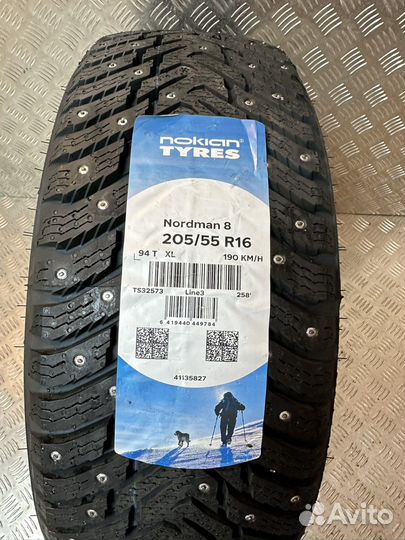 nokian
TYRES
Nordman 8
205/55 R16
94 T XL 190 KM/H
TS32573 Line3 258'
6 419440 449784
41135827
Avito